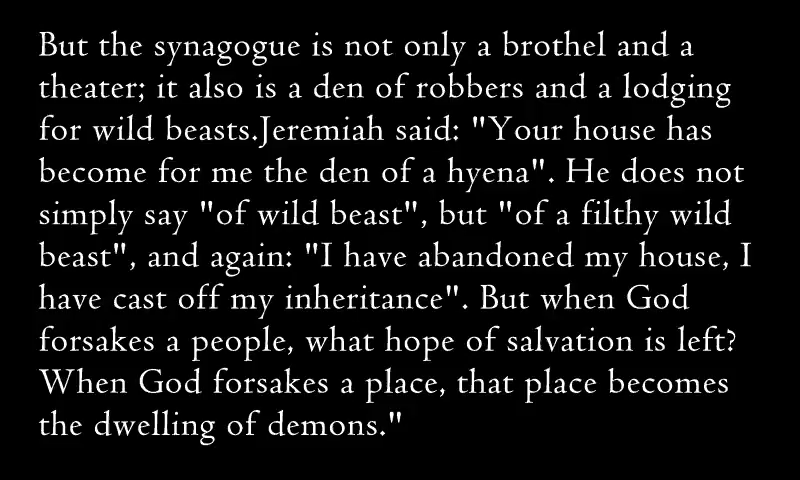 But the synagogue is not only a brothel and a
theater; it also is a den of robbers and a lodging
for wild beasts.Jeremiah said: "Your house has
become for me the den of a hyena". He does not
simply say "of wild beast", but "of a filthy wild
beast", and again: "I have abandoned my house, I
have cast off my inheritance". But when God
forsakes a people, what hope of salvation is left?
When God forsakes a place, that place becomes
the dwelling of demons."